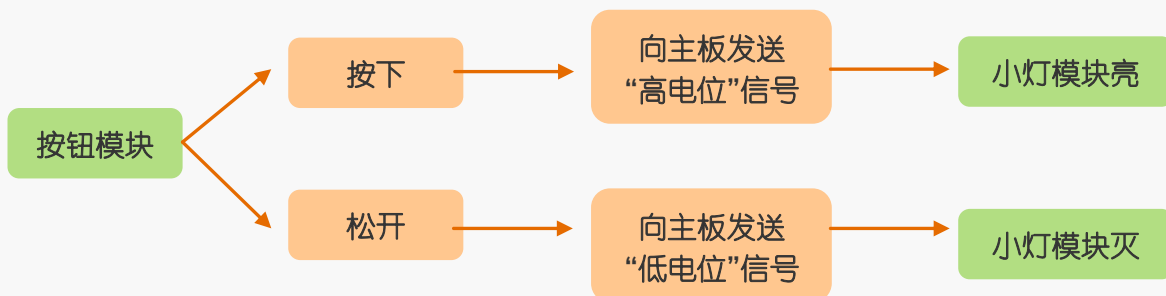 按钮模块
按下
向主板发送
“高电位”信号
小灯模块亮
松开
向主板发送
“低电位”信号
小灯模块灭